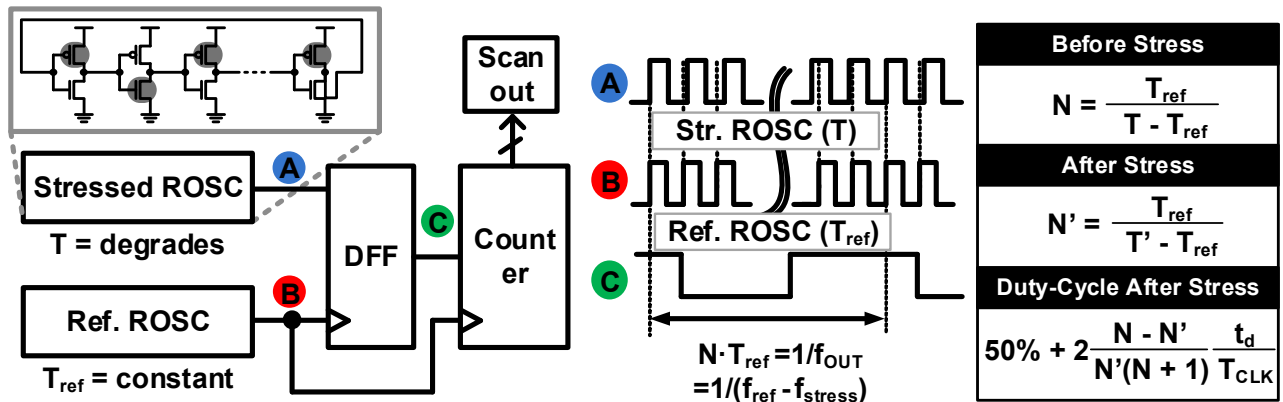 Stressed ROSC
T = degrades
A
Ref. ROSC
T_ref = constant
B
DFF
C
Count
er
Scan
out
A
Str. ROSC (T)
B
Ref. ROSC (T_ref)
C
N·T_ref =1/f_OUT
=1/(f_ref - f_stress)
Before Stress
N = T_ref / (T - T_ref)
After Stress
N' = T_ref / (T' - T_ref)
Duty-Cycle After Stress
50% + 2 (N - N') / (N'(N + 1)) t_d / T_CLK